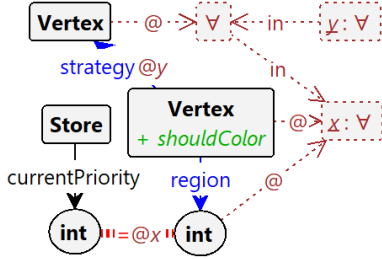 Vertex @ ∀ in y : ∀
strategy @y in
Vertex
+ shouldColor
Store @ x : ∀
currentPriority region @
int =@x int